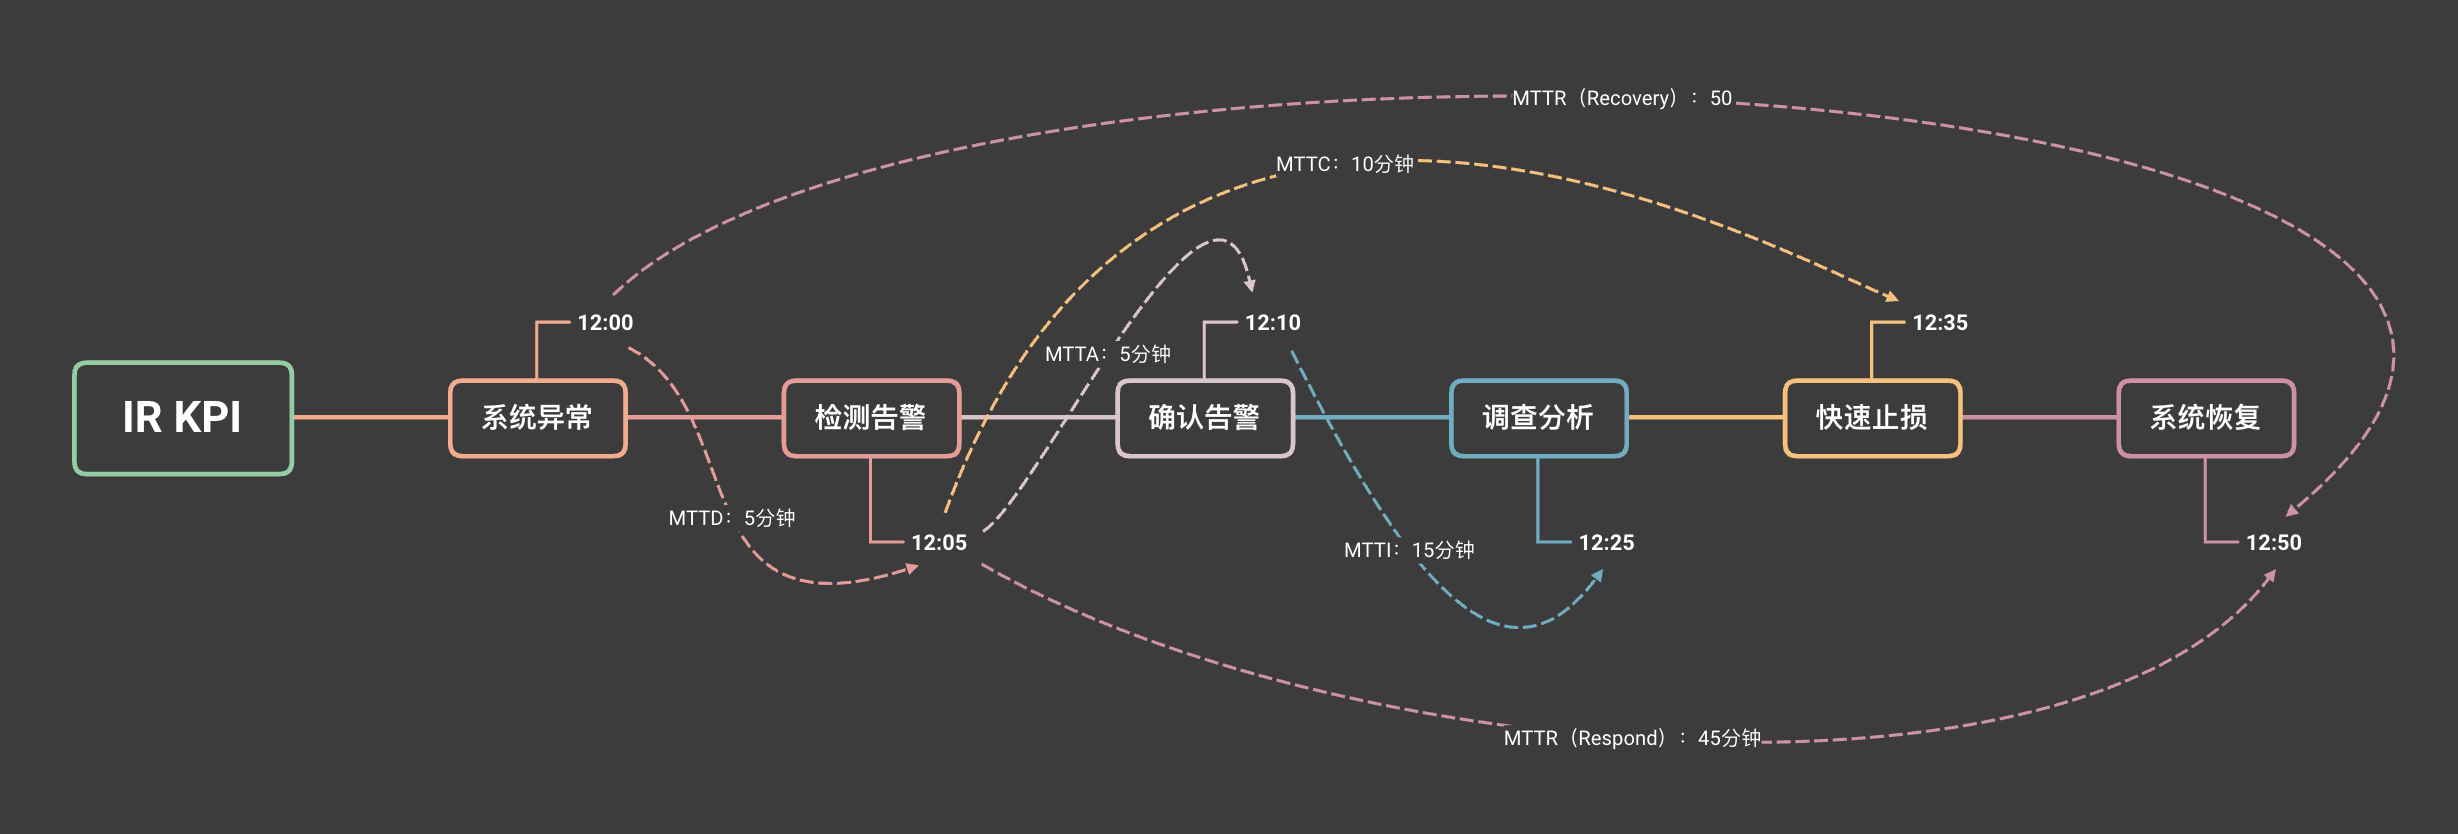 MTTR（Recovery）：50
MTTC：10分钟
12:00
12:10
12:35
MTTA：5分钟
IR KPI
系统异常
检测告警
确认告警
调查分析
快速止损
系统恢复
MTTD：5分钟
12:05
MTTI：15分钟
12:25
12:50
MTTR（Respond）：45分钟